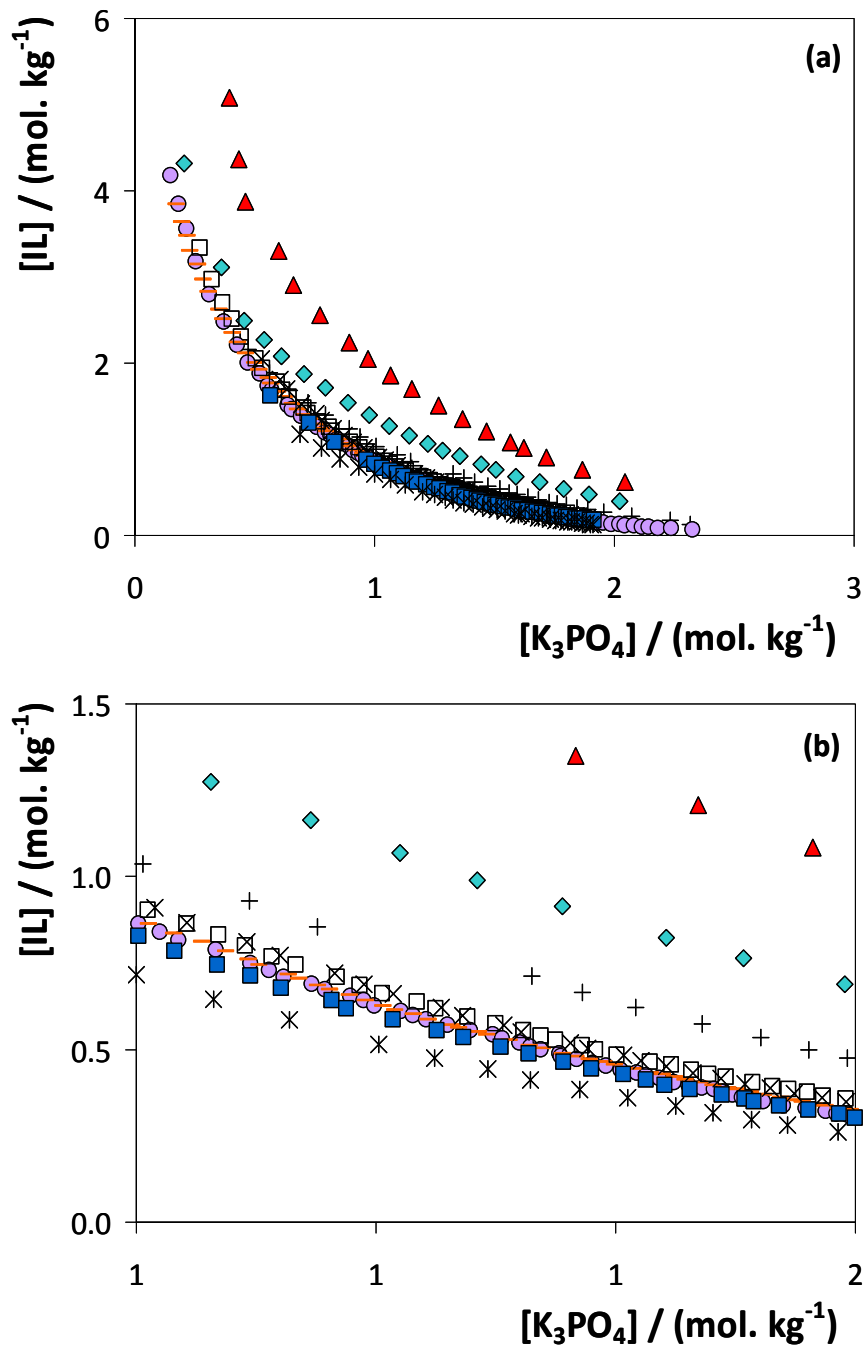 6
(a)
[IL] / (mol. kg⁻¹)
4
2
0
0 1 2 3
[K₃PO₄] / (mol. kg⁻¹)
1.5
(b)
[IL] / (mol. kg⁻¹)
1.0
0.5
0.0
1 1 1 2
[K₃PO₄] / (mol. kg⁻¹)